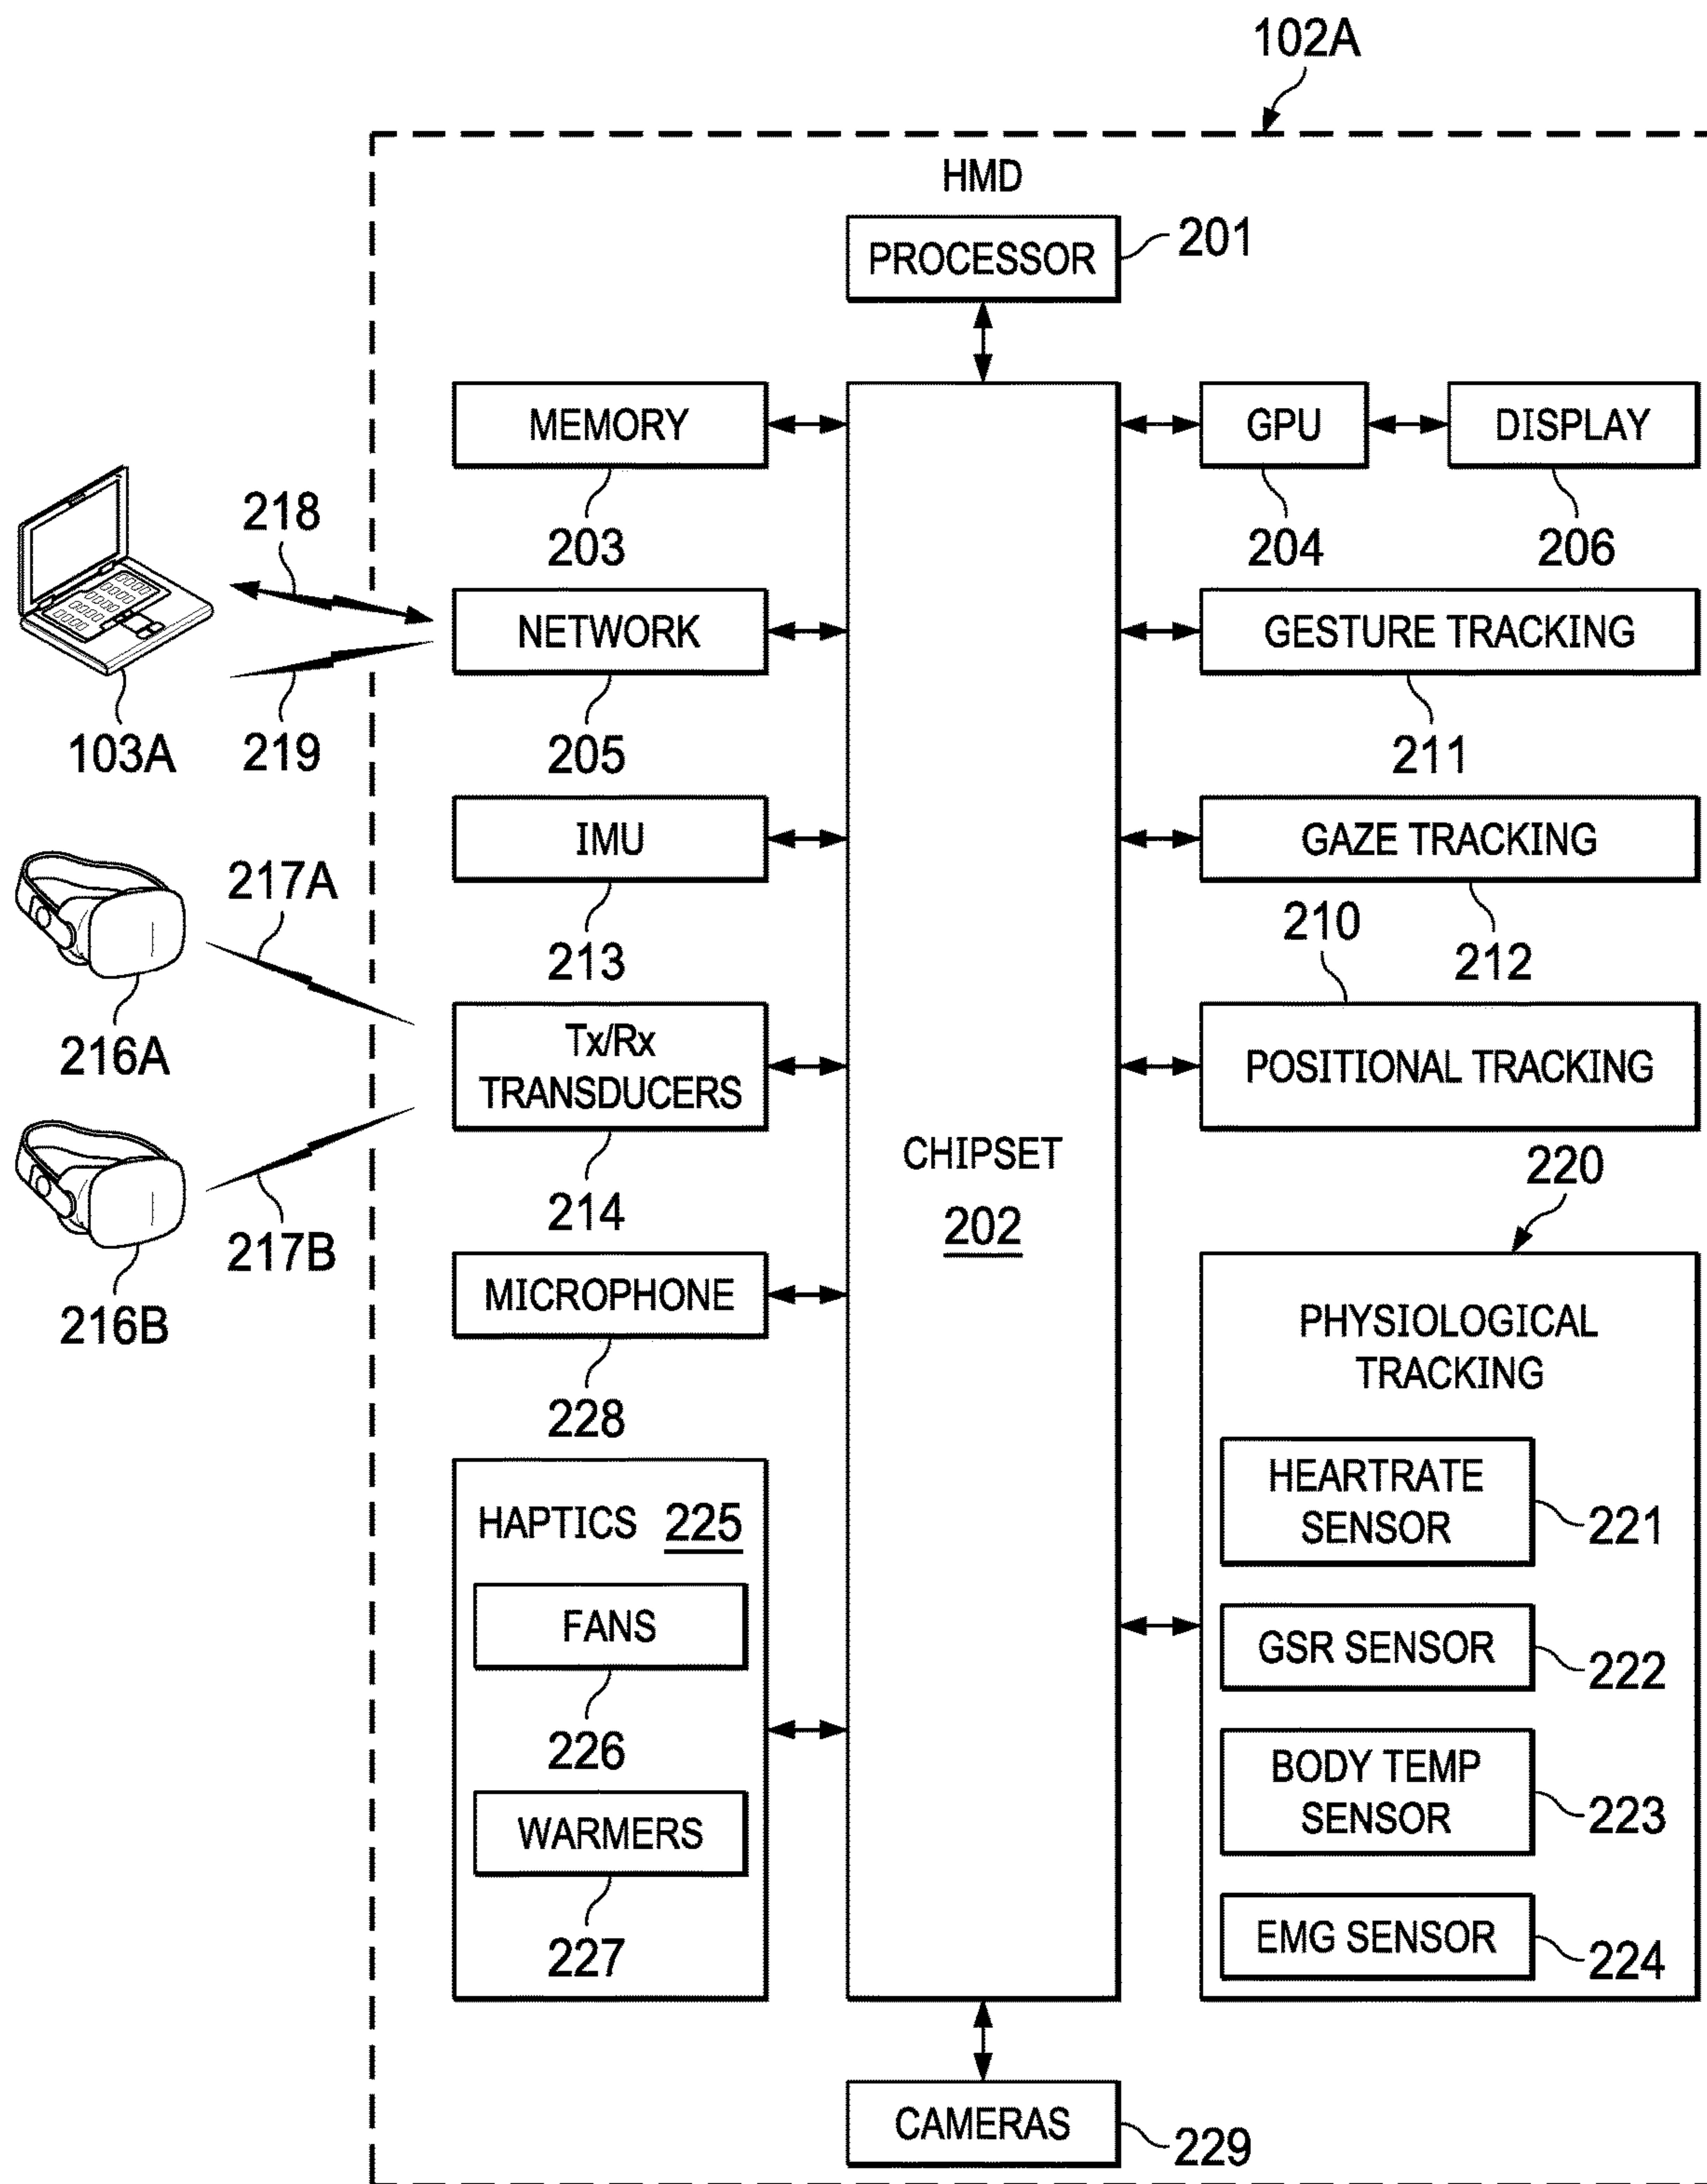 102A
HMD
PROCESSOR
201
MEMORY
203
GPU
204
DISPLAY
206
218
NETWORK
205
219
103A
GESTURE TRACKING
211
IMU
213
GAZE TRACKING
212
217A
216A
Tx/Rx
TRANSDUCERS
214
210
POSITIONAL TRACKING
CHIPSET
202
217B
216B
MICROPHONE
228
220
PHYSIOLOGICAL
TRACKING
HEARTRATE
SENSOR
221
GSR SENSOR
222
BODY TEMP
SENSOR
223
EMG SENSOR
224
HAPTICS 225
FANS
226
WARMERS
227
CAMERAS
229